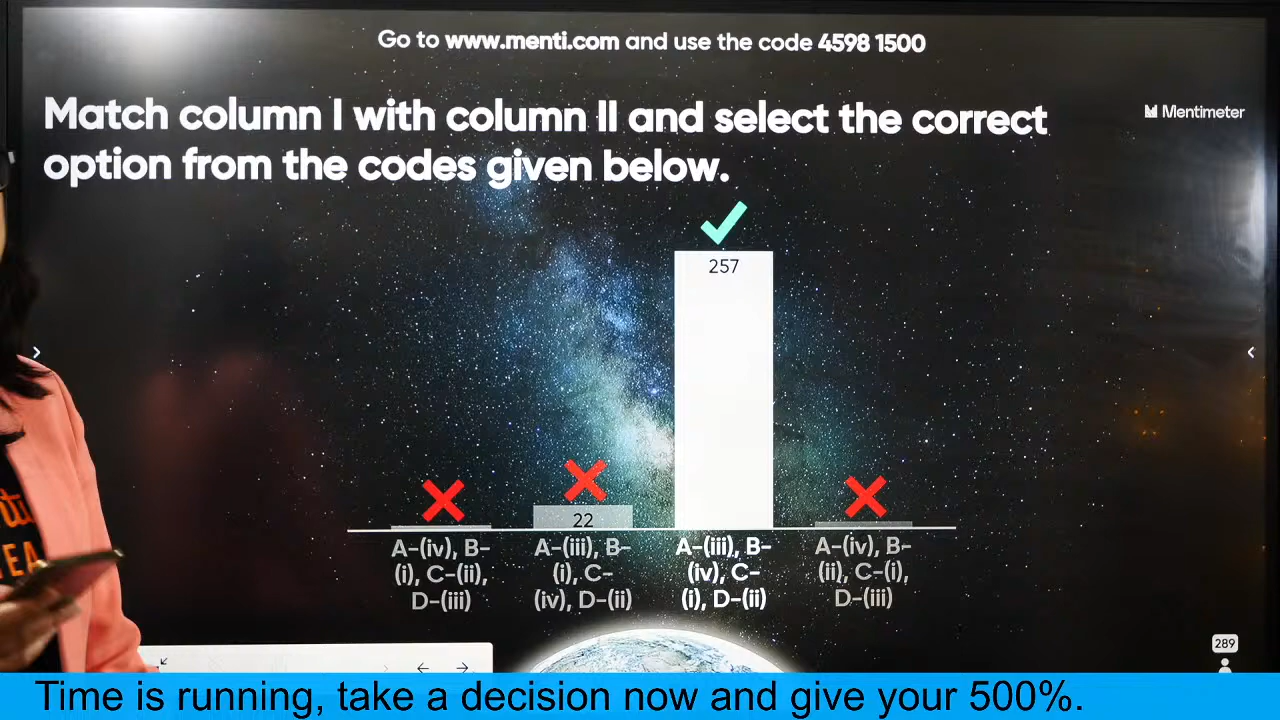 Go to www.menti.com and use the code 4598 1500
Match column I with column II and select the correct
option from the codes given below.
Mentimeter
257
22
A-(iv), B-
(i), C-(ii),
D-(iii)
A-(iii), B-
(i), C-
(iv), D-(ii)
A-(iii), B-
(iv), C-
(i), D-(ii)
A-(iv), B-
(ii), C-(i),
D-(iii)
289
Time is running, take a decision now and give your 500%.